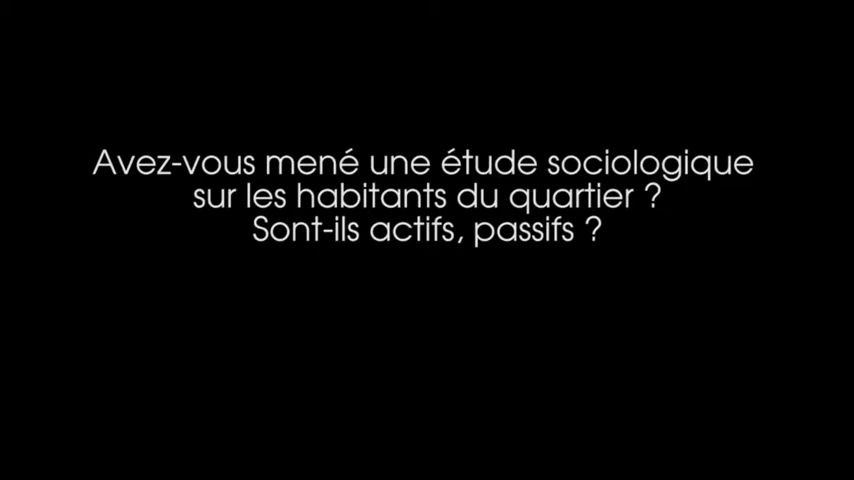 Avez-vous mené une étude sociologique
sur les habitants du quartier ?
Sont-ils actifs, passifs ?